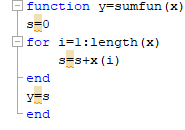 function y=sumfun(x)
s=0
for i=1:length(x)
s=s+x(i)
end
y=s
end